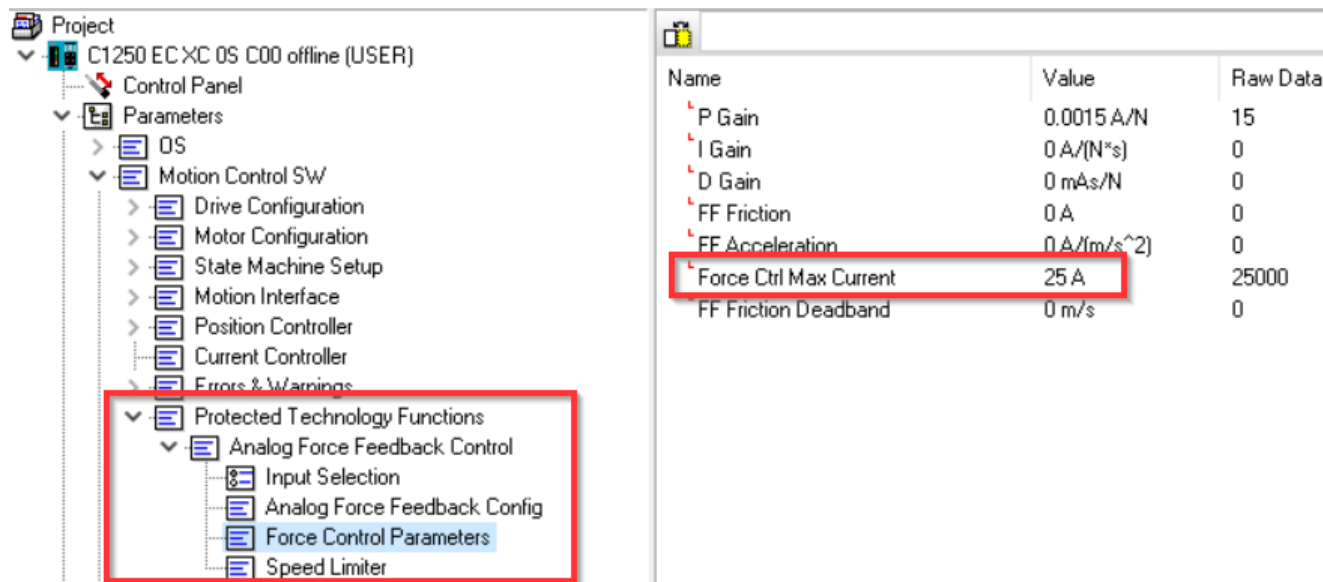 Project
C1250 EC XC 0S C00 offline (USER)
Control Panel
Parameters
OS
Motion Control SW
Drive Configuration
Motor Configuration
State Machine Setup
Motion Interface
Position Controller
Current Controller
Errors & Warnings
Protected Technology Functions
Analog Force Feedback Control
Input Selection
Analog Force Feedback Config
Force Control Parameters
Speed Limiter
Name Value Raw Data
P Gain 0.0015 A/N 15
I Gain 0 A/(N*s) 0
D Gain 0 mAs/N 0
FF Friction 0 A 0
FF Acceleration 0 A/(m/s^2) 0
Force Ctrl Max Current 25 A 25000
FF Friction Deadband 0 m/s 0